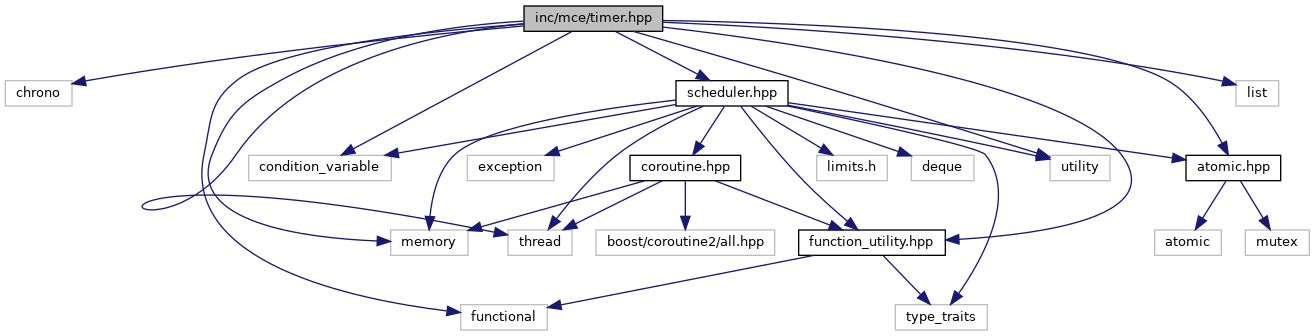 inc/mce/timer.hpp
chrono
scheduler.hpp
list
condition_variable
exception
coroutine.hpp
limits.h
deque
utility
atomic.hpp
memory
thread
boost/coroutine2/all.hpp
function_utility.hpp
atomic
mutex
functional
type_traits